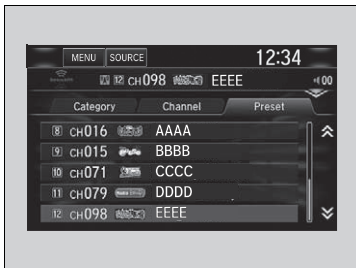 MENU SOURCE 12:34
12 CH098 EEEE 00
Category Channel Preset
8 CH016 AAAA
9 CH015 BBBB
10 CH071 CCCC
11 CH079 DDDD
12 CH098 EEEE